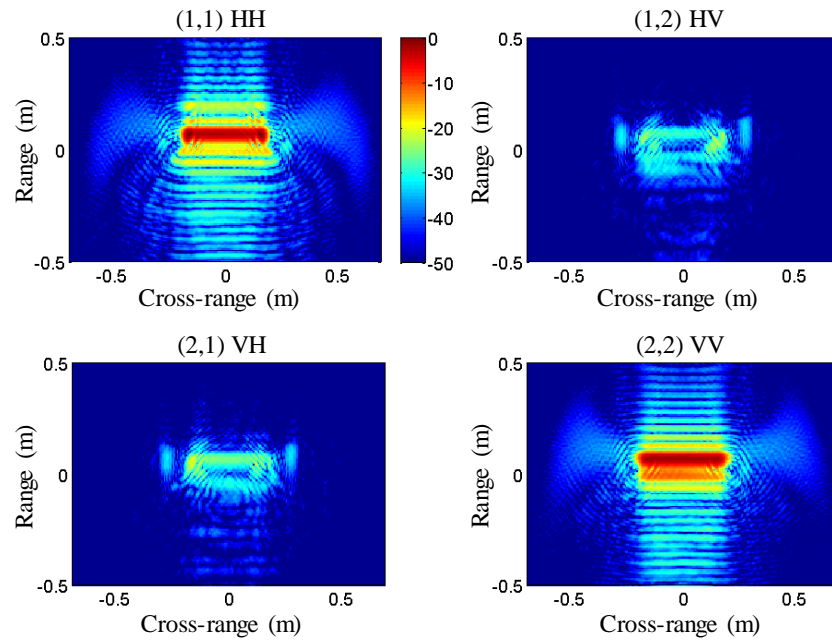 (1,1) HH
0.5
0
-0.5
Range (m)
-0.5 0 0.5
Cross-range (m)
0
-10
-20
-30
-40
-50
(1,2) HV
0.5
0
-0.5
Range (m)
-0.5 0 0.5
Cross-range (m)
(2,1) VH
0.5
0
-0.5
Range (m)
-0.5 0 0.5
Cross-range (m)
(2,2) VV
0.5
0
-0.5
Range (m)
-0.5 0 0.5
Cross-range (m)